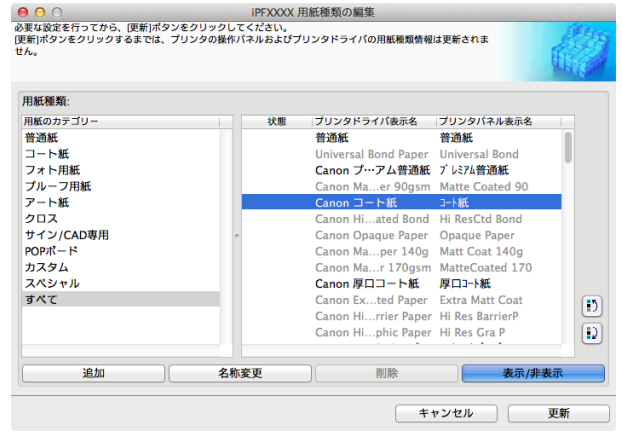 iPFXXXX 用紙種類の編集
必要な設定を行ってから、[更新]ボタンをクリックしてください。
[更新]ボタンをクリックするまでは、プリンタの操作パネルおよびプリンタドライバの用紙種類情報は更新されま
せん。
用紙種類:
用紙のカテゴリー
普通紙
コート紙
フォト用紙
プルーフ用紙
アート紙
クロス
サイン/CAD専用
POPボード
カスタム
スペシャル
すべて
状態 プリンタドライバ表示名 プリンタパネル表示名
普通紙 普通紙
Universal Bond Paper Universal Bond
Canon プ…アム普通紙 プレミアム普通紙
Canon Ma...er 90gsm Matte Coated 90
Canon コート紙 コート紙
Canon Hi...ated Bond Hi ResCtd Bond
Canon Opaque Paper Opaque Paper
Canon Ma...per 140g Matt Coat 140g
Canon Ma...r 170gsm MatteCoated 170
Canon 厚口コート紙 厚口コート紙
Canon Ex...ted Paper Extra Matt Coat
Canon Hi...rrier Paper Hi Res BarrierP
Canon Hi...phic Paper Hi Res Gra P
追加 名称変更 削除 表示/非表示
キャンセル 更新